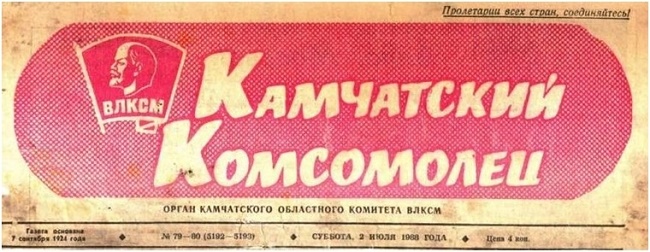 Пролетарии всех стран, соединяйтесь!
ВЛКСМ
Камчатский
Комсомолец
ОРГАН КАМЧАТСКОГО ОБЛАСТНОГО КОМИТЕТА ВЛКСМ
Газета основана
7 сентября 1924 года
№ 79—80 (5192—5193)
СУББОТА, 2 ИЮЛЯ 1988 ГОДА
Цена 4 коп.